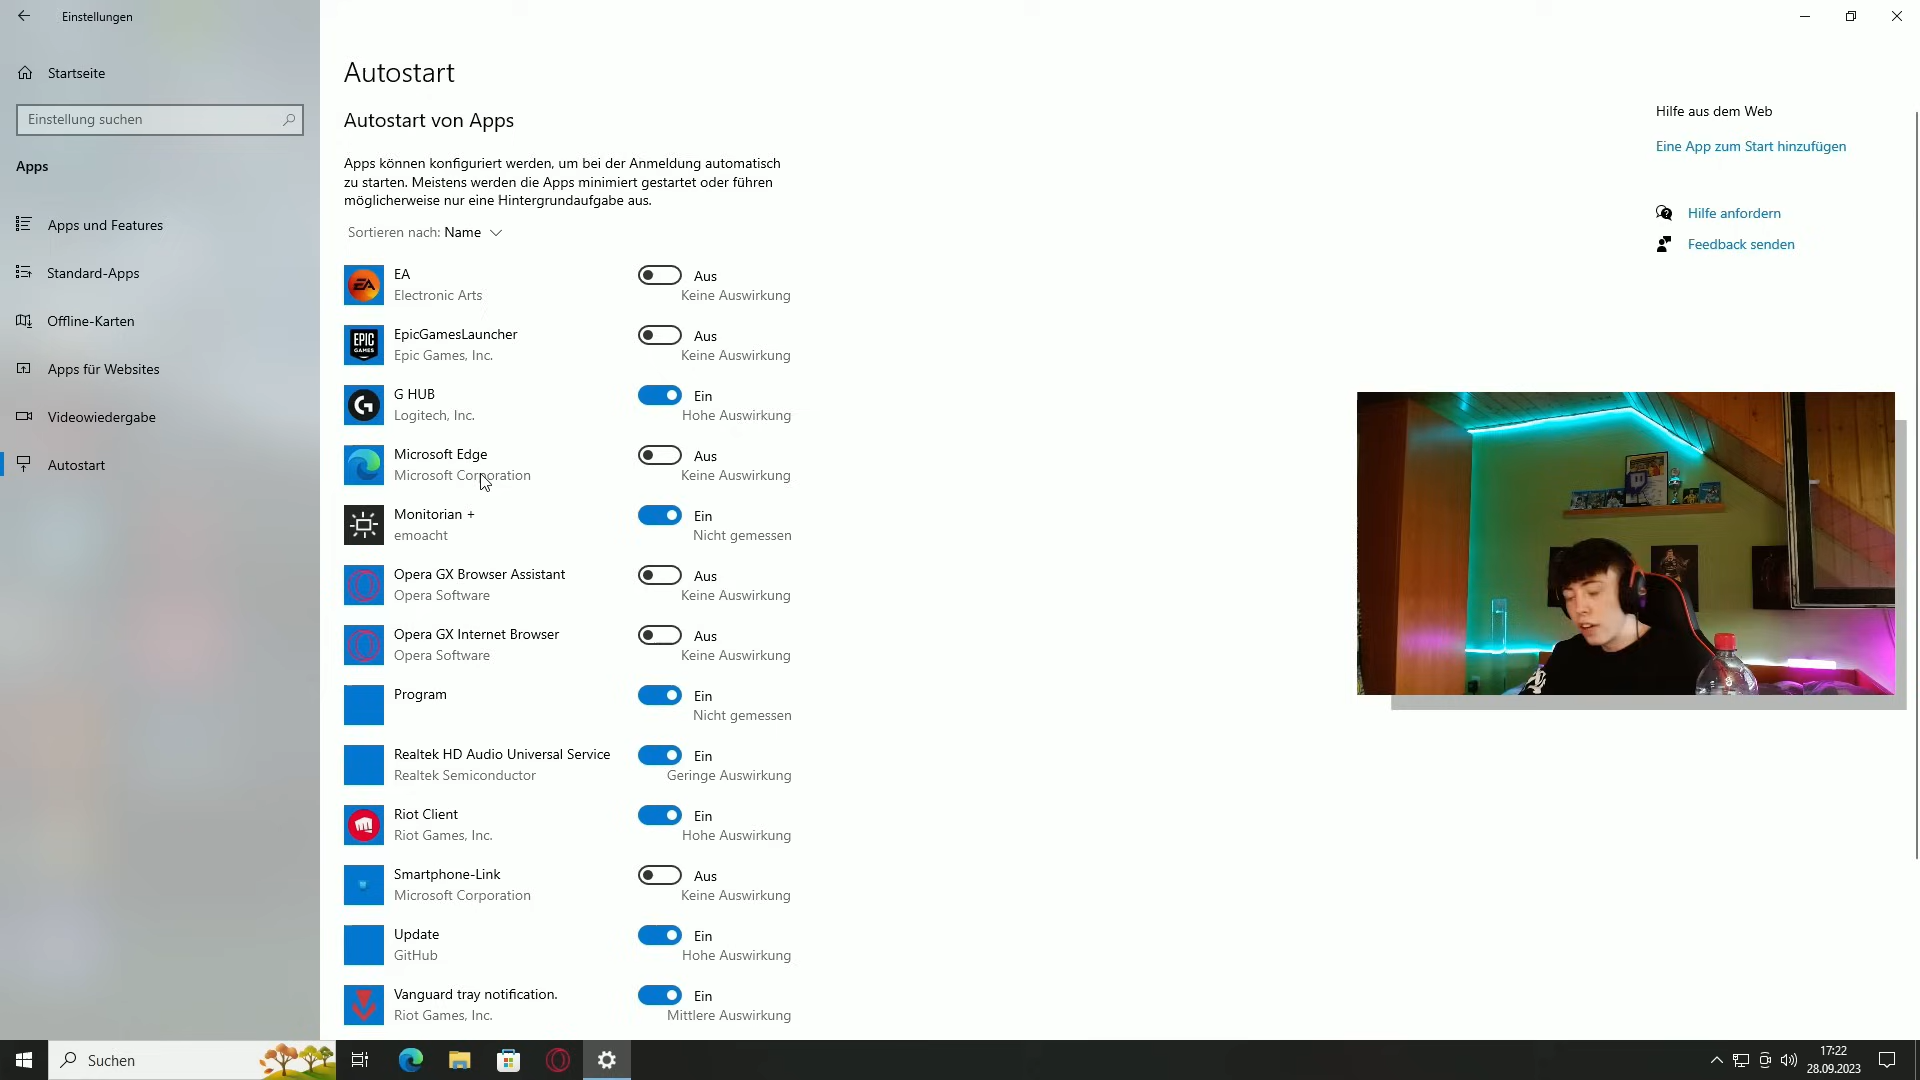 Einstellungen
Startseite
Einstellung suchen
Apps
Apps und Features
Standard-Apps
Offline-Karten
Apps für Websites
Videowiedergabe
Autostart
Autostart
Autostart von Apps
Apps können konfiguriert werden, um bei der Anmeldung automatisch
zu starten. Meistens werden die Apps minimiert gestartet oder führen
möglicherweise nur eine Hintergrundaufgabe aus.
Sortieren nach: Name
EA
Electronic Arts
Aus
Keine Auswirkung
EPIC
GAMES
EpicGamesLauncher
Epic Games, Inc.
Aus
Keine Auswirkung
G HUB
Logitech, Inc.
Ein
Hohe Auswirkung
Microsoft Edge
Microsoft Corporation
Aus
Keine Auswirkung
Monitorian +
emoacht
Ein
Nicht gemessen
Opera GX Browser Assistant
Opera Software
Aus
Keine Auswirkung
Opera GX Internet Browser
Opera Software
Aus
Keine Auswirkung
Program
Ein
Nicht gemessen
Realtek HD Audio Universal Service
Realtek Semiconductor
Ein
Geringe Auswirkung
Riot Client
Riot Games, Inc.
Ein
Hohe Auswirkung
Smartphone-Link
Microsoft Corporation
Aus
Keine Auswirkung
Update
GitHub
Ein
Hohe Auswirkung
Vanguard tray notification.
Riot Games, Inc.
Ein
Mittlere Auswirkung
Hilfe aus dem Web
Eine App zum Start hinzufügen
Hilfe anfordern
Feedback senden
Suchen
17:22
28.09.2023